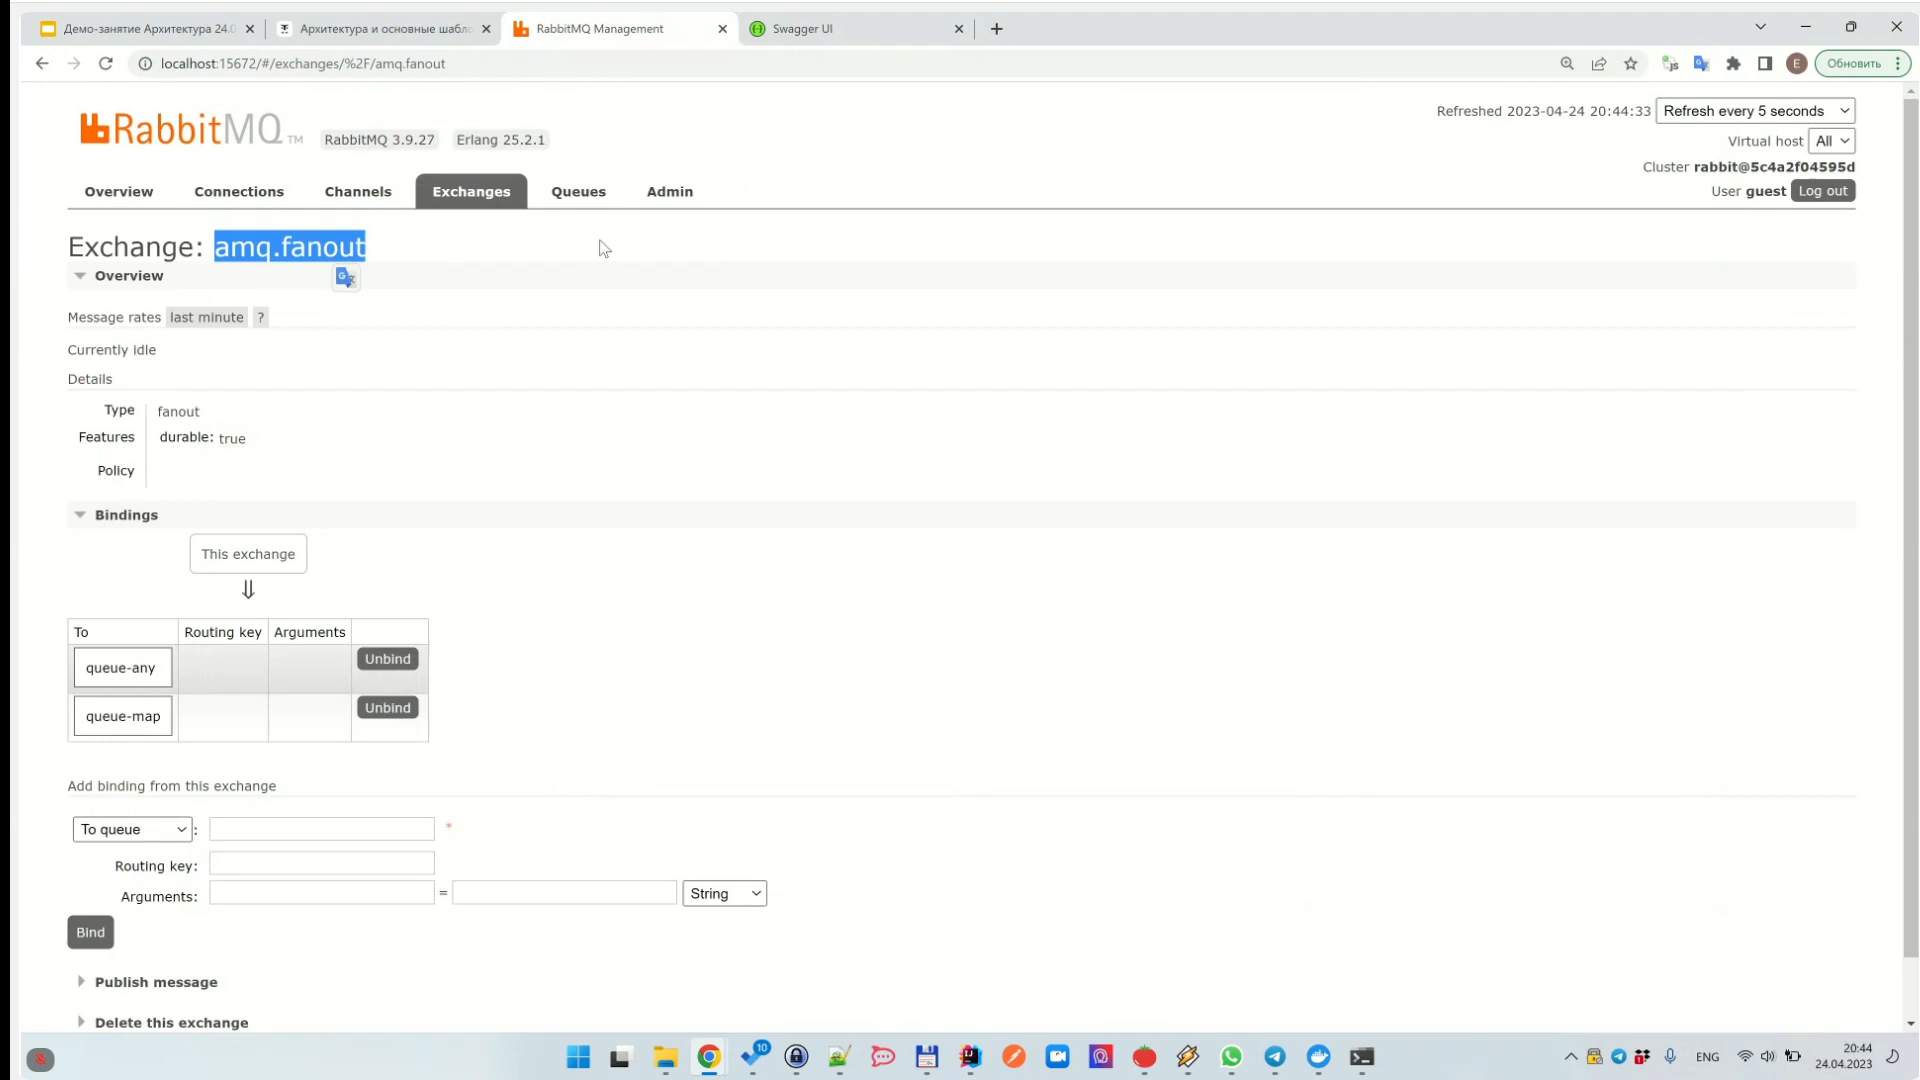 Демо-занятие Архитектура 24.0
Архитектура и основные шабло
RabbitMQ Management
Swagger UI
localhost:15672/#/exchanges/%2F/amq.fanout
E
Обновить
RabbitMQ TM
RabbitMQ 3.9.27
Erlang 25.2.1
Refreshed 2023-04-24 20:44:33
Refresh every 5 seconds
Virtual host All
Cluster rabbit@5c4a2f04595d
User guest Log out
Overview Connections Channels Exchanges Queues Admin
Exchange: amq.fanout
Overview
Message rates last minute ?
Currently idle
Details
Type fanout
Features durable: true
Policy
Bindings
This exchange
⇓
To Routing key Arguments
queue-any Unbind
queue-map Unbind
Add binding from this exchange
To queue : *
Routing key:
Arguments: = String
Bind
Publish message
Delete this exchange
10
ENG
20:44
24.04.2023